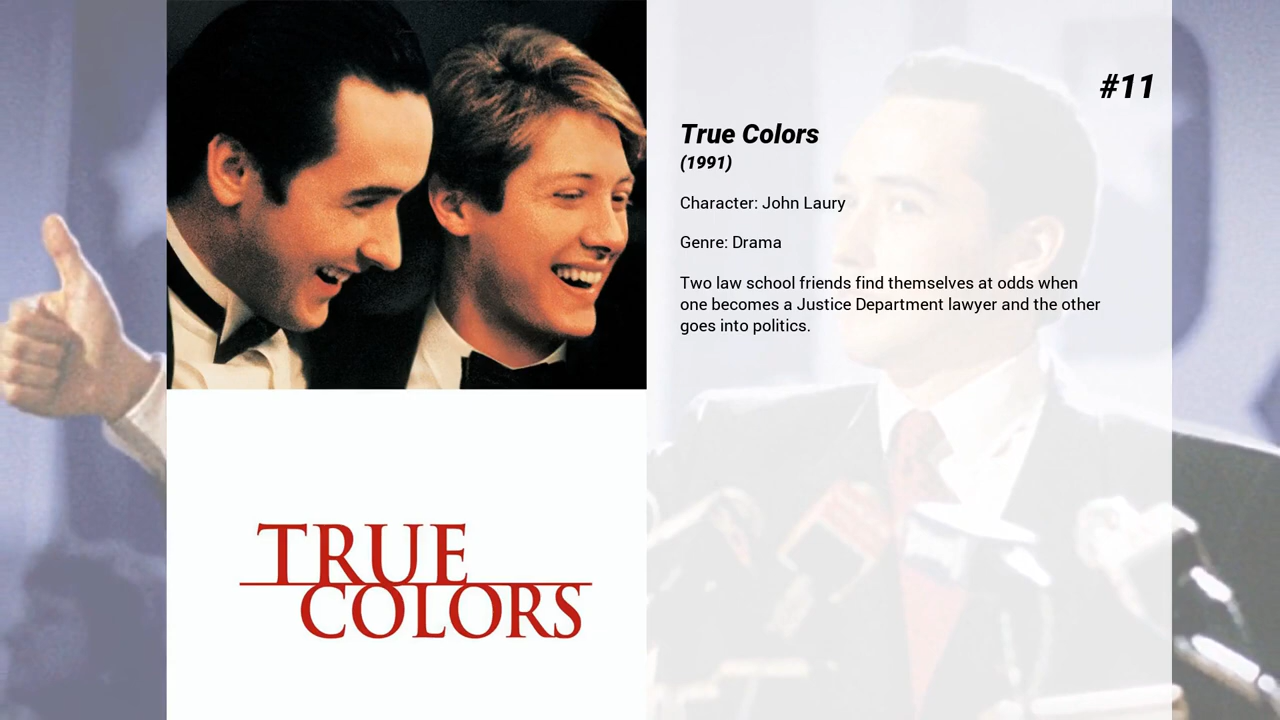 #11
True Colors
(1991)
Character: John Laury
Genre: Drama
Two law school friends find themselves at odds when
one becomes a Justice Department lawyer and the other
goes into politics.
TRUE
COLORS